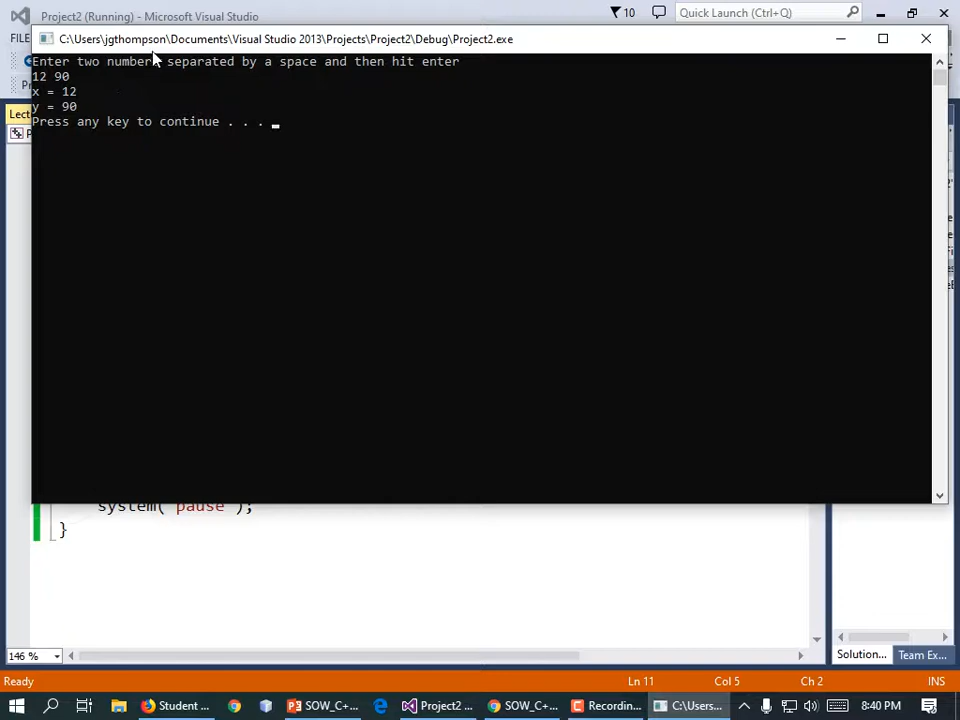 Project2 (Running) - Microsoft Visual Studio
10
Quick Launch (Ctrl+Q)
C:\Users\jgthompson\Documents\Visual Studio 2013\Projects\Project2\Debug\Project2.exe
Enter two number separated by a space and then hit enter
12 90
x = 12
y = 90
Press any key to continue . . .
system("pause");
}
146 %
Solution...
Team Ex...
Ready
Ln 11
Col 5
Ch 2
INS
Student ...
SOW_C+...
Project2 ...
SOW_C+...
Recordin...
C:\Users...
8:40 PM